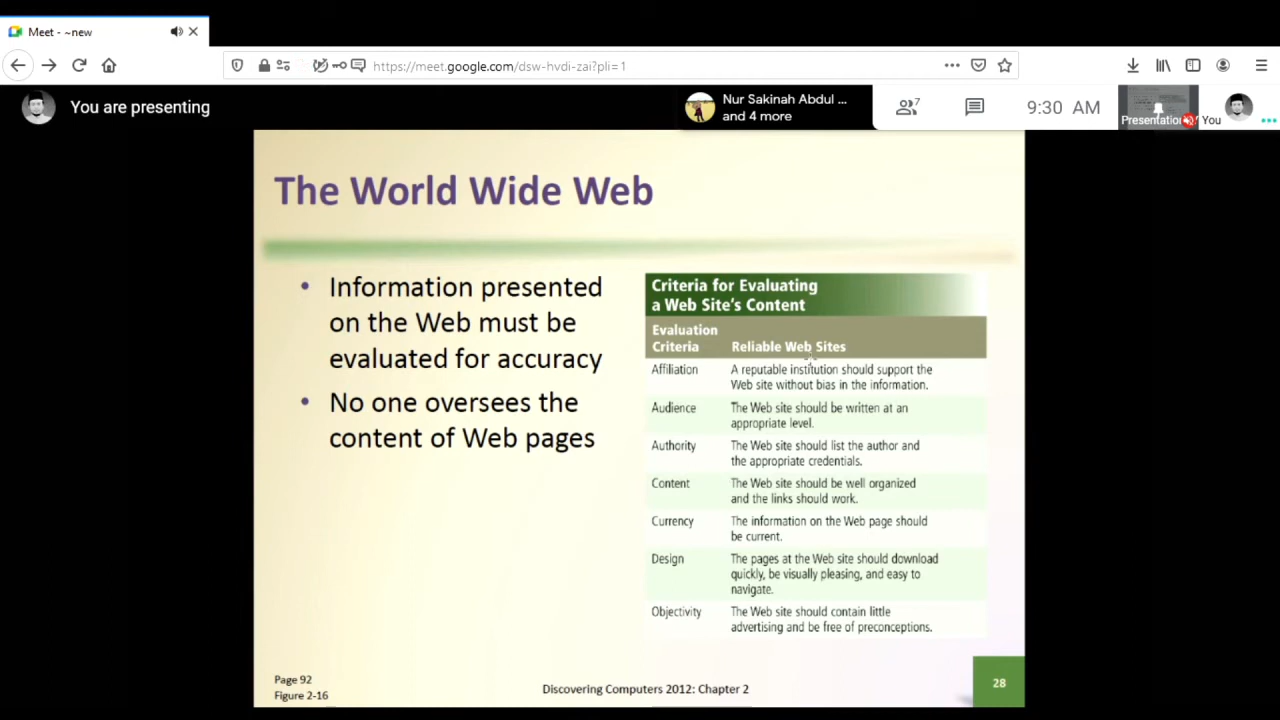 Meet - ~new
https://meet.google.com/dsw-hvdi-zai?pli=1
You are presenting
Nur Sakinah Abdul ...
and 4 more
7
9:30 AM
Presentation
You
The World Wide Web
• Information presented
on the Web must be
evaluated for accuracy
• No one oversees the
content of Web pages
Criteria for Evaluating
a Web Site's Content
Evaluation
Criteria Reliable Web Sites
Affiliation A reputable institution should support the
Web site without bias in the information.
Audience The Web site should be written at an
appropriate level.
Authority The Web site should list the author and
the appropriate credentials.
Content The Web site should be well organized
and the links should work.
Currency The information on the Web page should
be current.
Design The pages at the Web site should download
quickly, be visually pleasing, and easy to
navigate.
Objectivity The Web site should contain little
advertising and be free of preconceptions.
Page 92
Figure 2-16
Discovering Computers 2012: Chapter 2
28